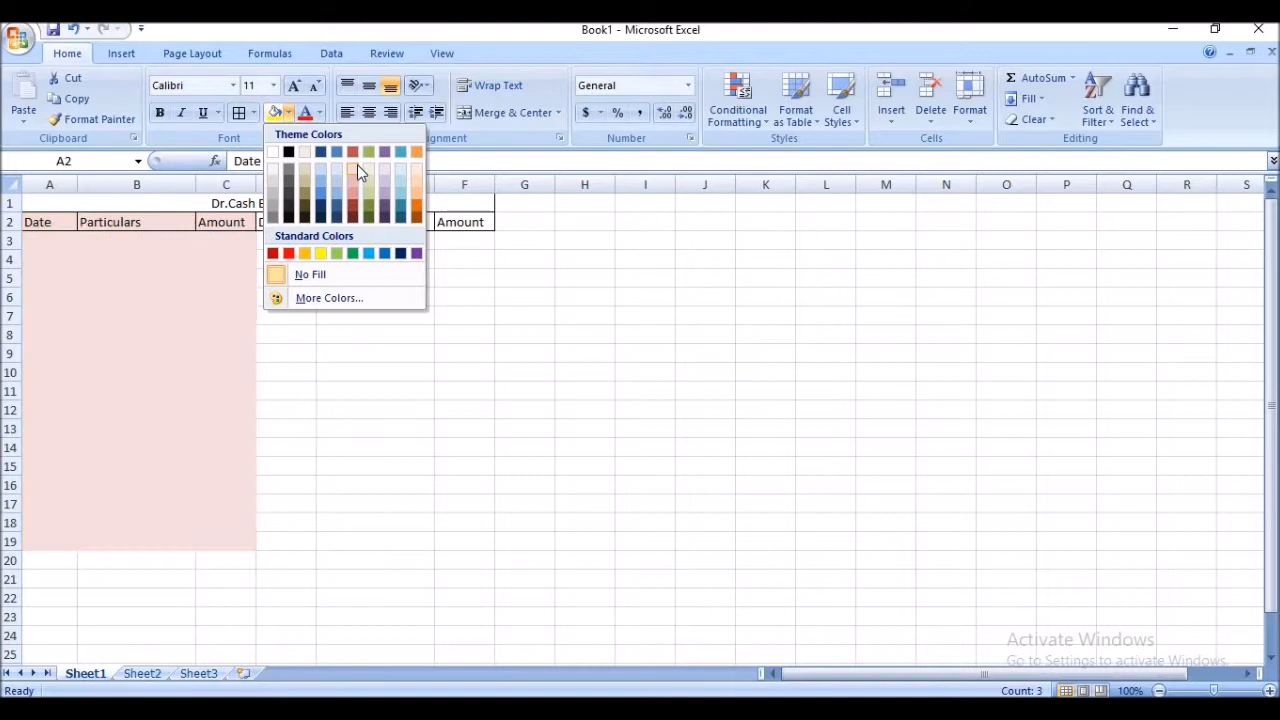 Book1 - Microsoft Excel
Home Insert Page Layout Formulas Data Review View
Paste
Cut
Copy
Format Painter
Clipboard
Calibri 11
B I U
Font
Wrap Text
Merge & Center
General
$ % ,
Number
Conditional Formatting
Format as Table
Cell Styles
Styles
Insert
Delete
Format
Cells
AutoSum
Fill
Clear
Sort & Filter
Find & Select
Editing
Theme Colors
Standard Colors
No Fill
More Colors...
A2
fx
Date
A B C F G H I J K L M N O P Q R S
1 Dr.Cash
2 Date Particulars Amount Amount
3
4
5
6
7
8
9
10
11
12
13
14
15
16
17
18
19
20
21
22
23
24
25
Activate Windows
Go to Settings to activate Windows.
Sheet1 Sheet2 Sheet3
Ready
Count: 3
100%